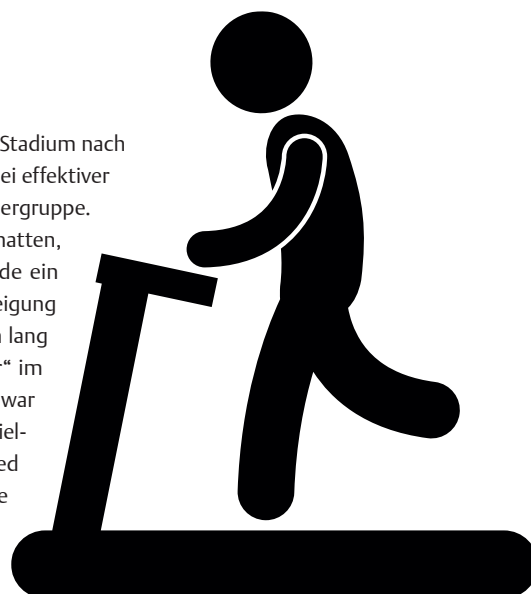 Stadium nach
ei effektiver
ergruppe.
hatten,
de ein
eigung
lang
“ im
war
iel-
ed
e